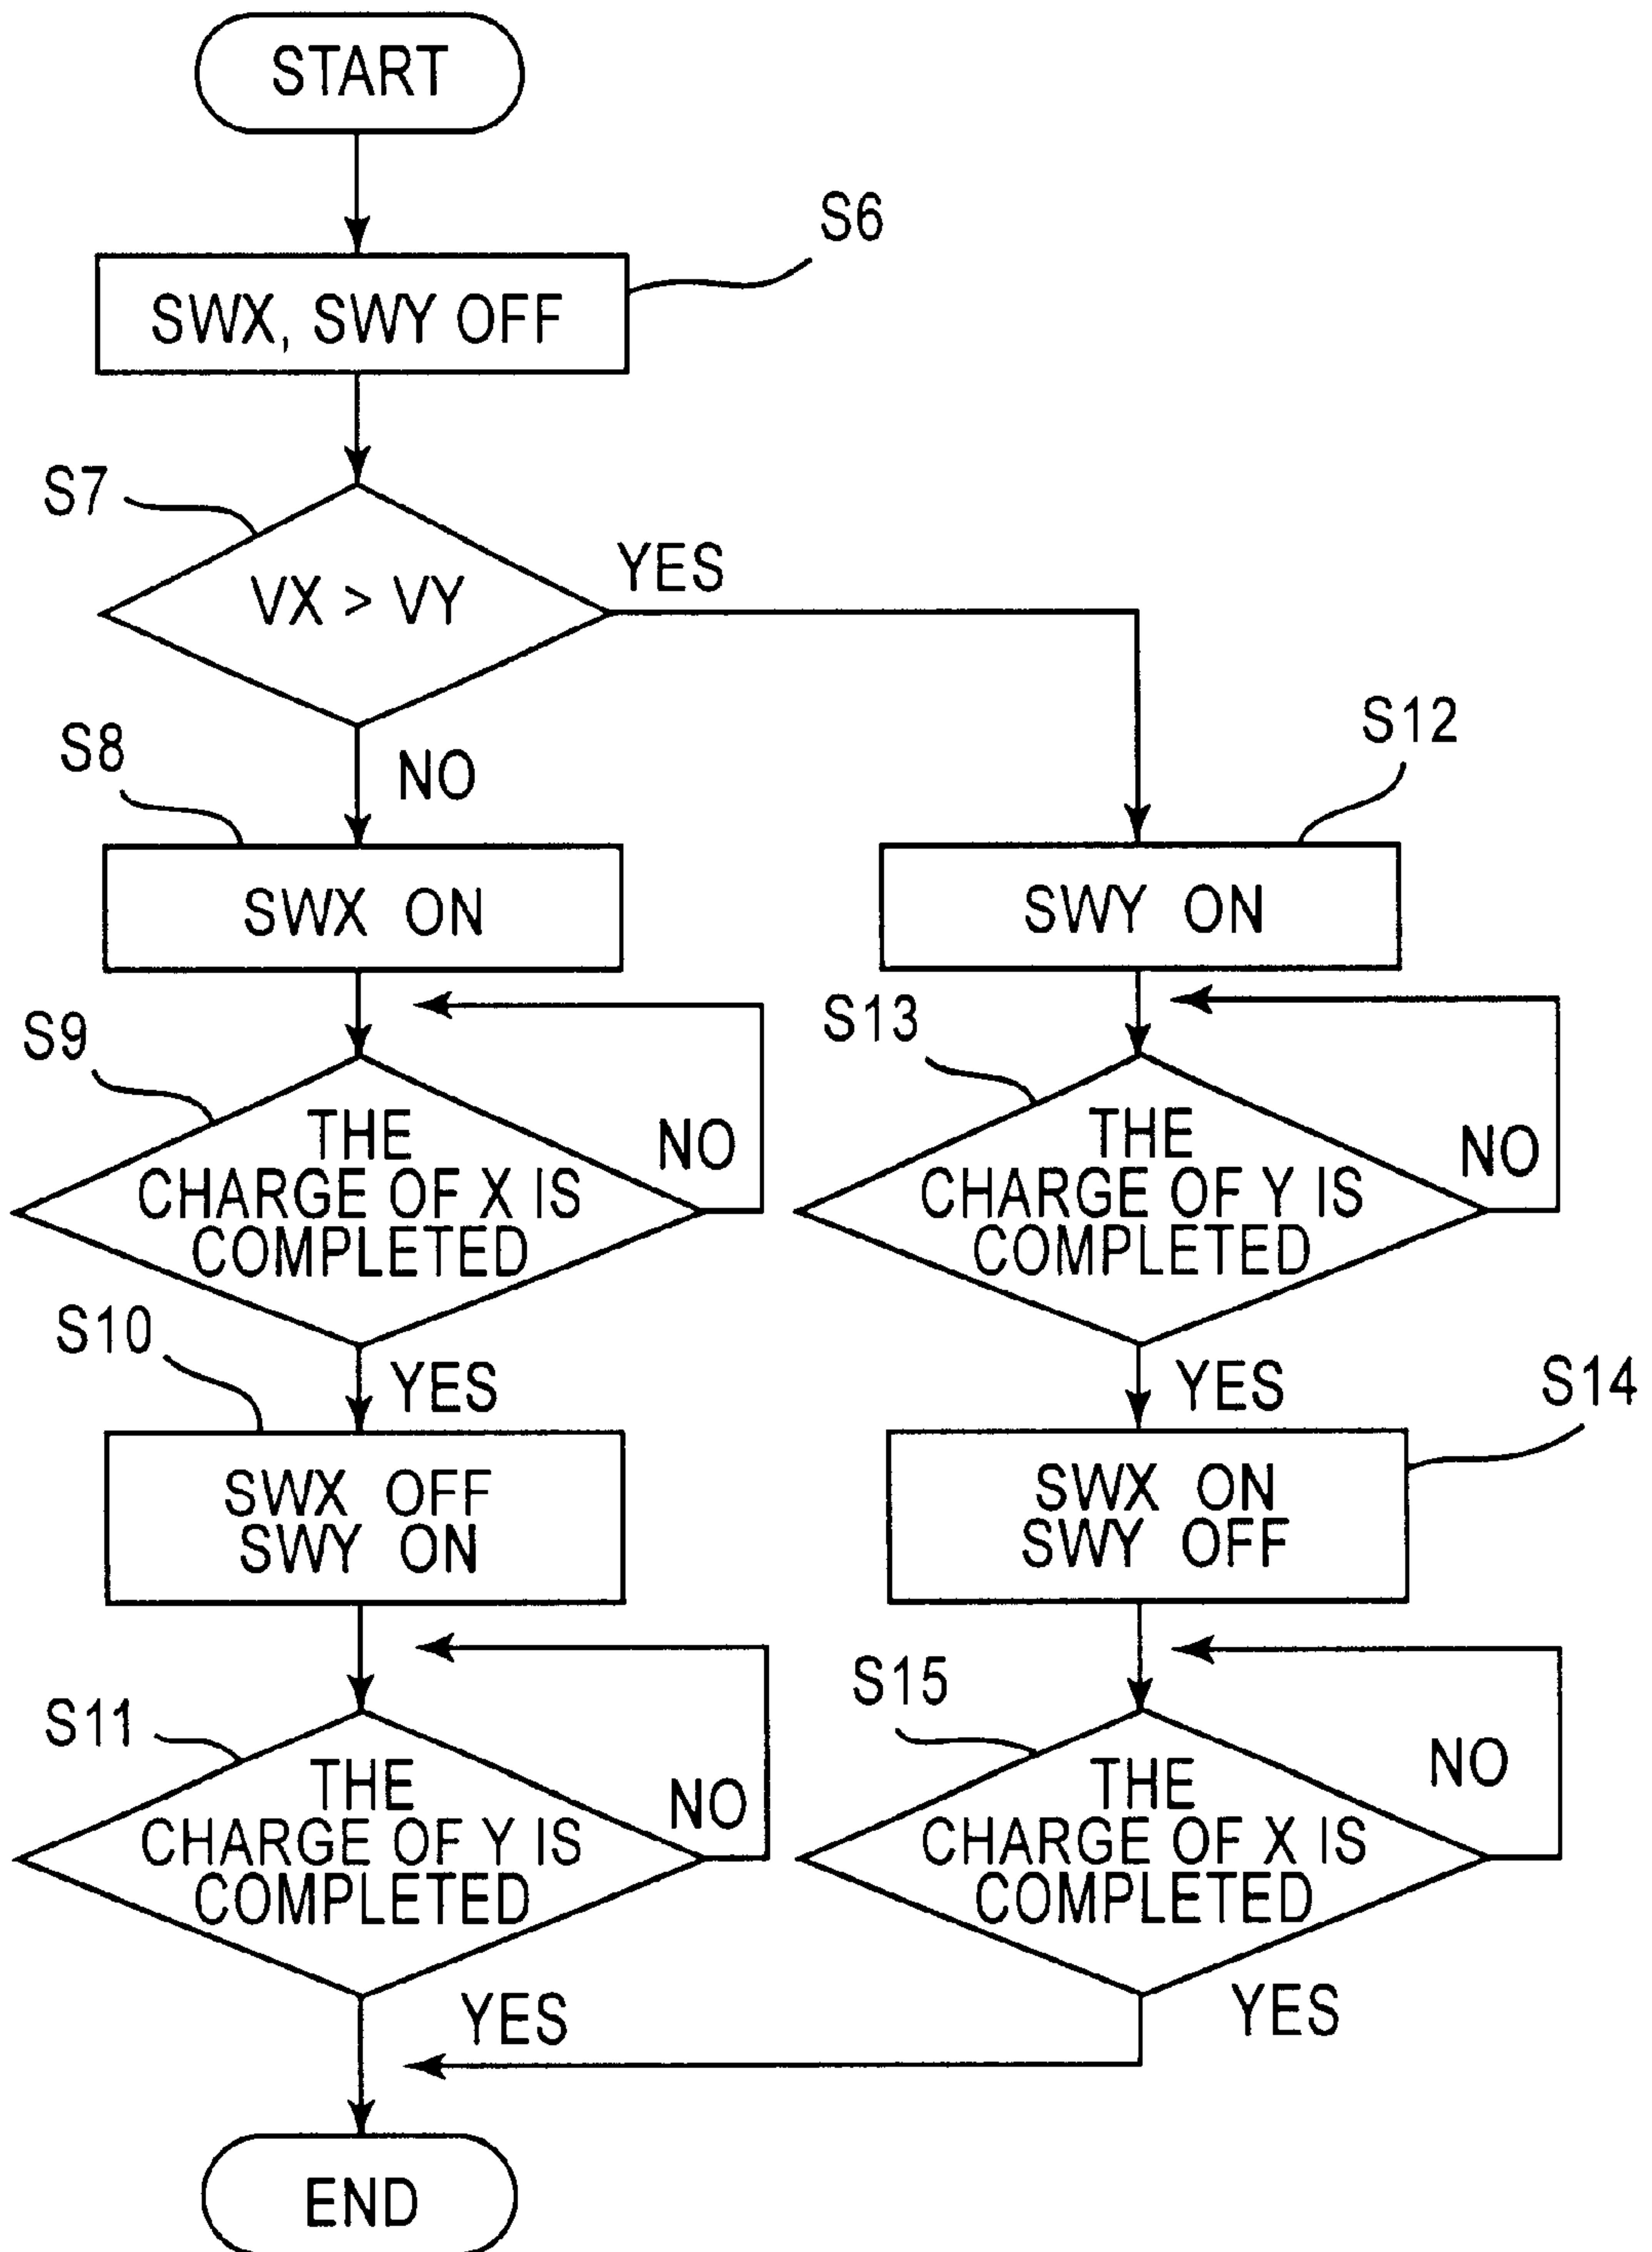 START
S6
SWX, SWY OFF
S7
VX > VY
YES
NO
S8
SWX ON
S12
SWY ON
S9
THE
CHARGE OF X IS
COMPLETED
NO
YES
S13
THE
CHARGE OF Y IS
COMPLETED
NO
YES
S10
SWX OFF
SWY ON
S14
SWX ON
SWY OFF
S11
THE
CHARGE OF Y IS
COMPLETED
NO
YES
S15
THE
CHARGE OF X IS
COMPLETED
NO
YES
END